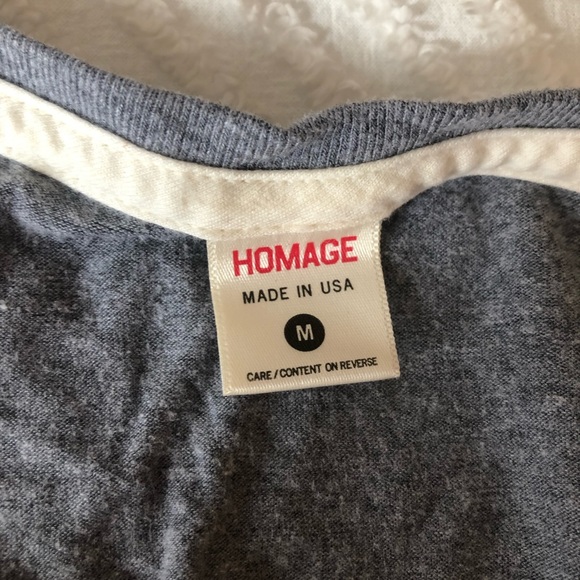 HOMAGE
MADE IN USA
M
CARE/CONTENT ON REVERSE